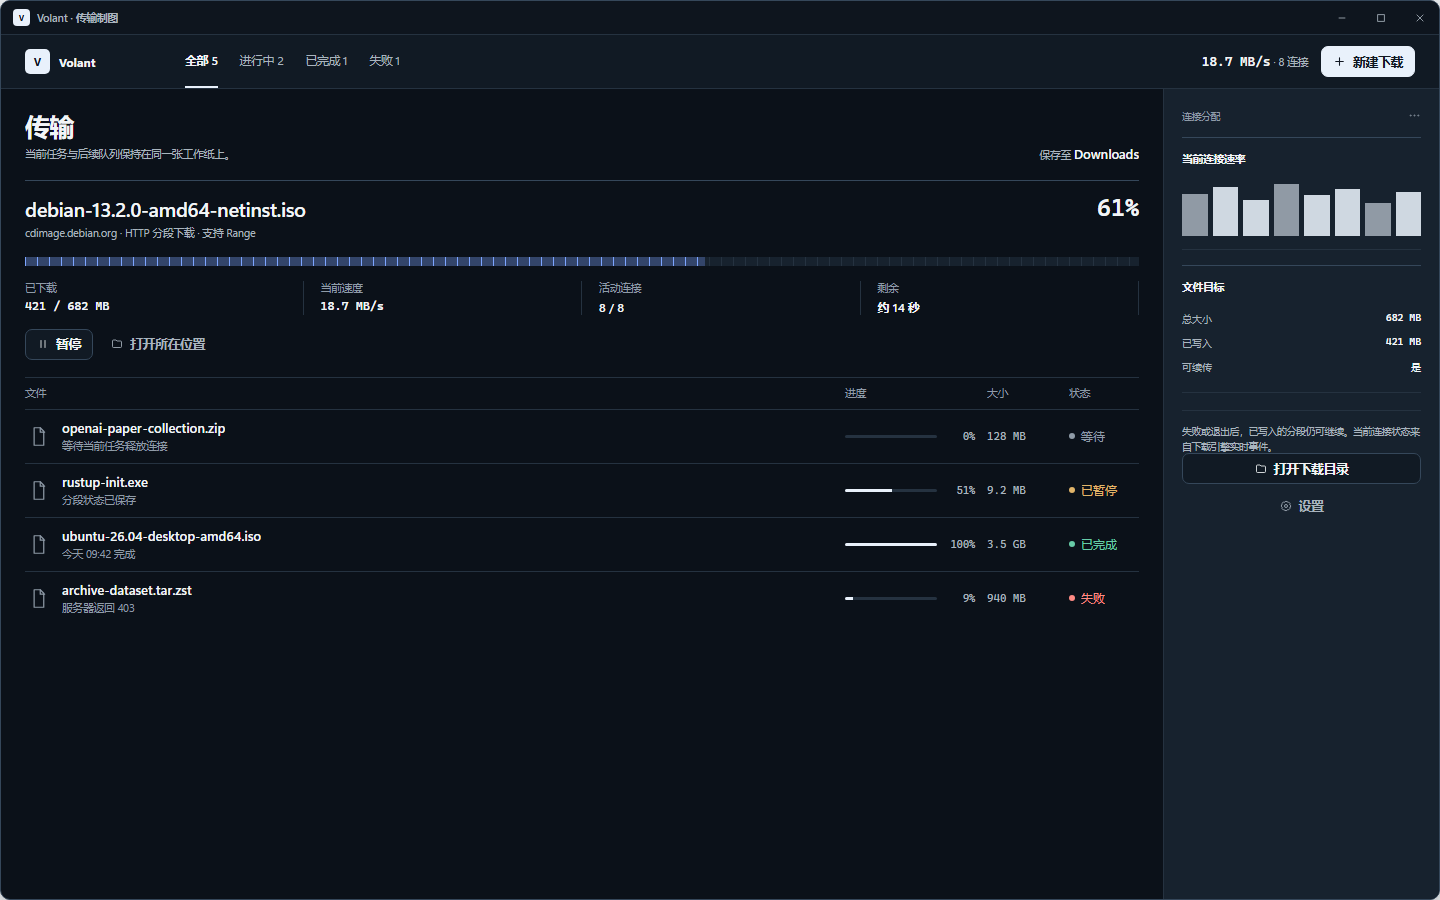 V Volant · 传输制图
V Volant
全部 5 进行中 2 已完成 1 失败 1
18.7 MB/s · 8 连接
新建下载
传输
当前任务与后续队列保持在同一张工作纸上。
保存至 Downloads
debian-13.2.0-amd64-netinst.iso
61%
cdimage.debian.org · HTTP 分段下载 · 支持 Range
已下载 当前速度 活动连接 剩余
421 / 682 MB 18.7 MB/s 8 / 8 约 14 秒
暂停 打开所在位置
文件 进度 大小 状态
openai-paper-collection.zip
等待当前任务释放连接
0% 128 MB 等待
rustup-init.exe
分段状态已保存
51% 9.2 MB 已暂停
ubuntu-26.04-desktop-amd64.iso
今天 09:42 完成
100% 3.5 GB 已完成
archive-dataset.tar.zst
服务器返回 403
9% 940 MB 失败
连接分配
当前连接速率
文件目标
总大小 682 MB
已写入 421 MB
可续传 是
失败或退出后，已写入的分段仍可继续。当前连接状态来
自下载引擎实时事件。
打开下载目录
设置